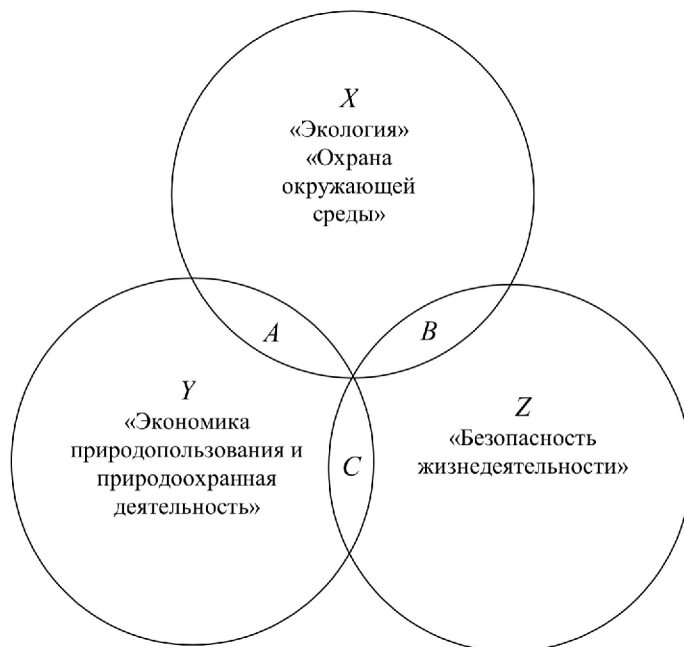 X
«Экология»
«Охрана
окружающей
среды»
A
B
Y
«Экономика
природопользования и
природоохранная
деятельность»
C
Z
«Безопасность
жизнедеятельности»